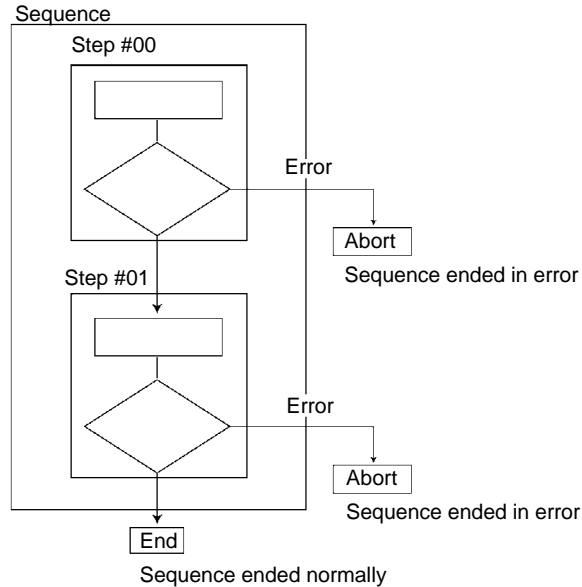 Sequence
Step #00
Error
Abort
Sequence ended in error
Step #01
Error
Abort
Sequence ended in error
End
Sequence ended normally